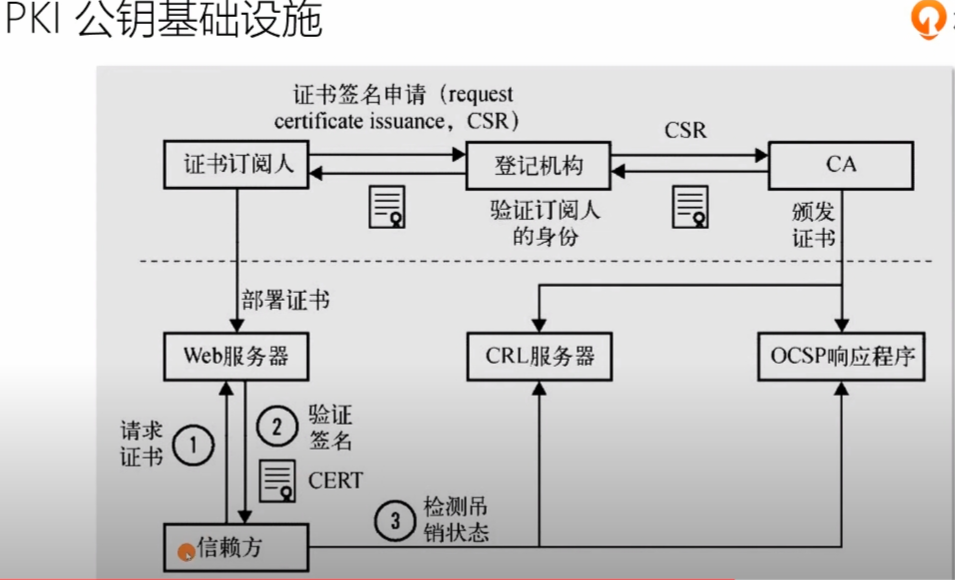 PKI 公钥基础设施
证书签名申请（request
certificate issuance，CSR）
CSR
证书订阅人
登记机构
CA
验证订阅人
的身份
颁发
证书
部署证书
Web服务器
CRL服务器
OCSP响应程序
请求
证书
1
2
验证
签名
CERT
3
检测吊
销状态
信赖方